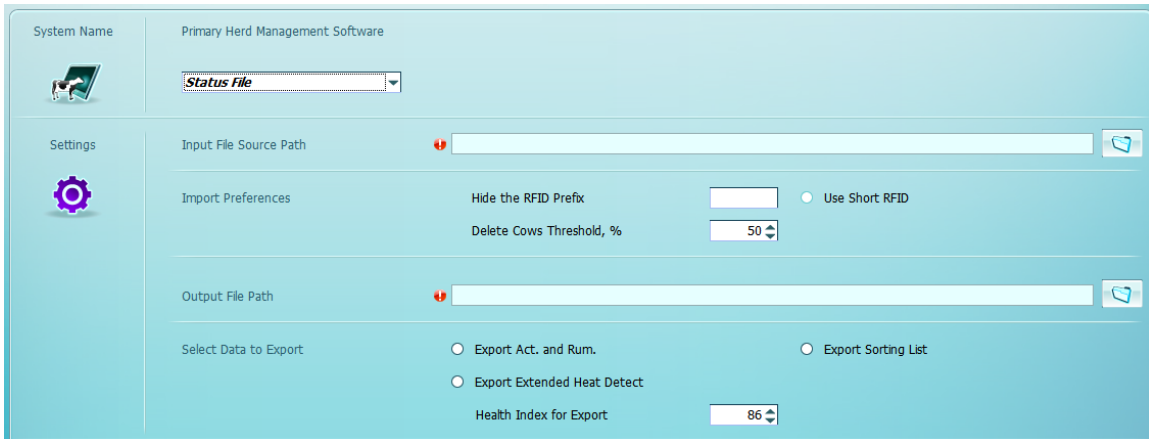 System Name
Primary Herd Management Software
Status File
Settings
Input File Source Path
Import Preferences
Hide the RFID Prefix
Use Short RFID
Delete Cows Threshold, %
50
Output File Path
Select Data to Export
Export Act. and Rum.
Export Sorting List
Export Extended Heat Detect
Health Index for Export
86